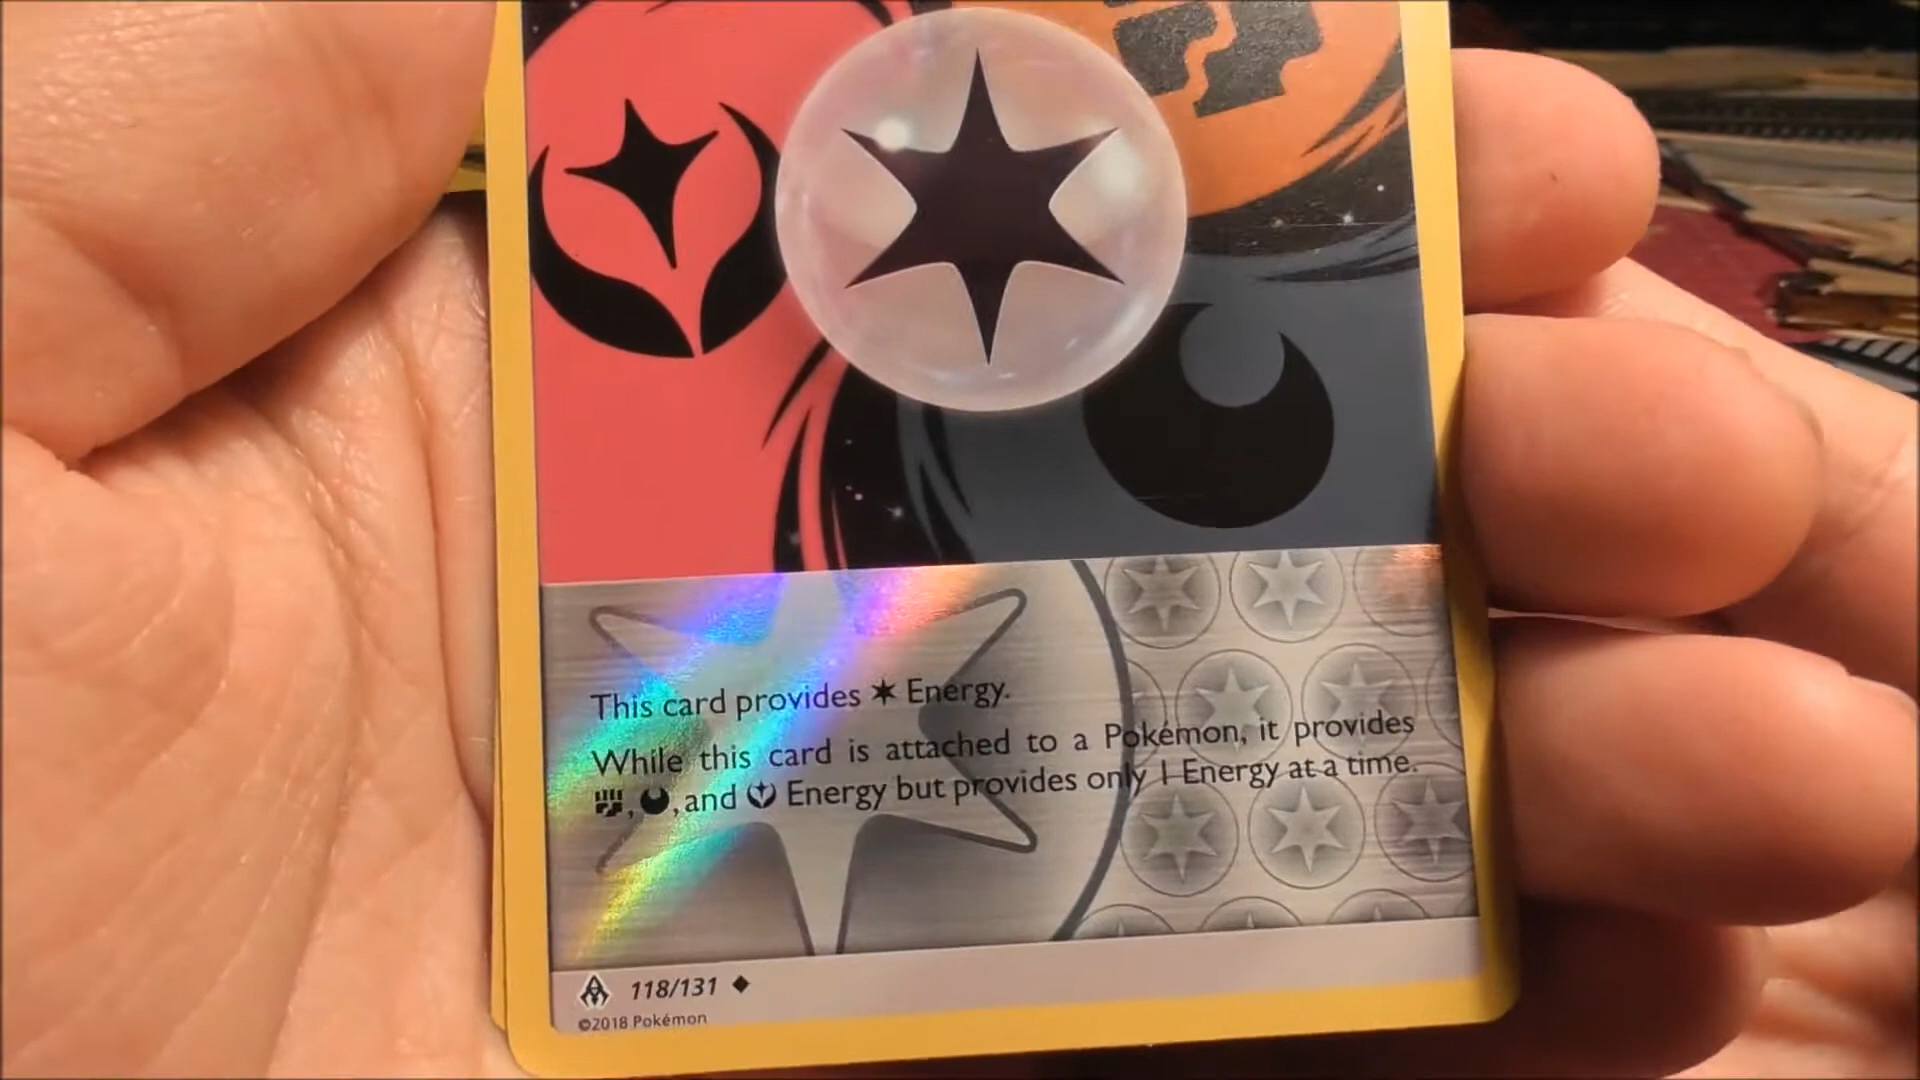 This card provides Energy.
While this card is attached to a Pokémon, it provides
, , and Energy but provides only 1 Energy at a time.
118/131
©2018 Pokémon